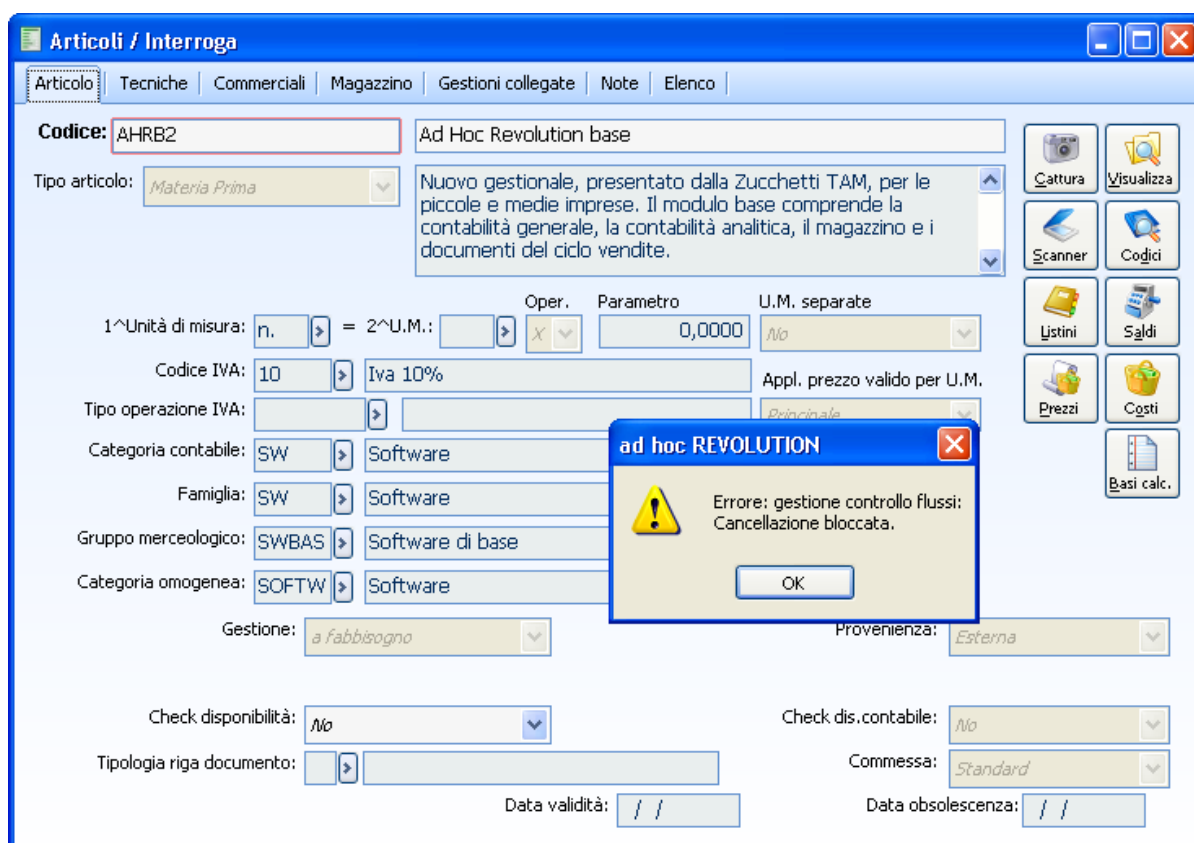 Articoli / Interroga
Articolo Tecniche Commerciali Magazzino Gestioni collegate Note Elenco
Codice: AHRB2 Ad Hoc Revolution base
Tipo articolo: Materia Prima
Nuovo gestionale, presentato dalla Zucchetti TAM, per le
piccole e medie imprese. Il modulo base comprende la
contabilità generale, la contabilità analitica, il magazzino e i
documenti del ciclo vendite.
Cattura Visualizza
Scanner Codici
Listini Saldi
Prezzi Costi
Basi calc.
Oper. Parametro U.M. separate
1^Unità di misura: n. = 2^U.M.: X 0,0000 No
Codice IVA: 10 Iva 10% Appl. prezzo valido per U.M.
Tipo operazione IVA: Principale
Categoria contabile: SW Software
Famiglia: SW Software
Gruppo merceologico: SWBAS Software di base
Categoria omogenea: SOFTW Software
ad hoc REVOLUTION
Errore: gestione controllo flussi:
Cancellazione bloccata.
OK
Gestione: a fabbisogno Provenienza: Esterna
Check disponibilità: No Check dis.contabile: No
Tipologia riga documento: Commessa: Standard
Data validità: / / Data obsolescenza: / /